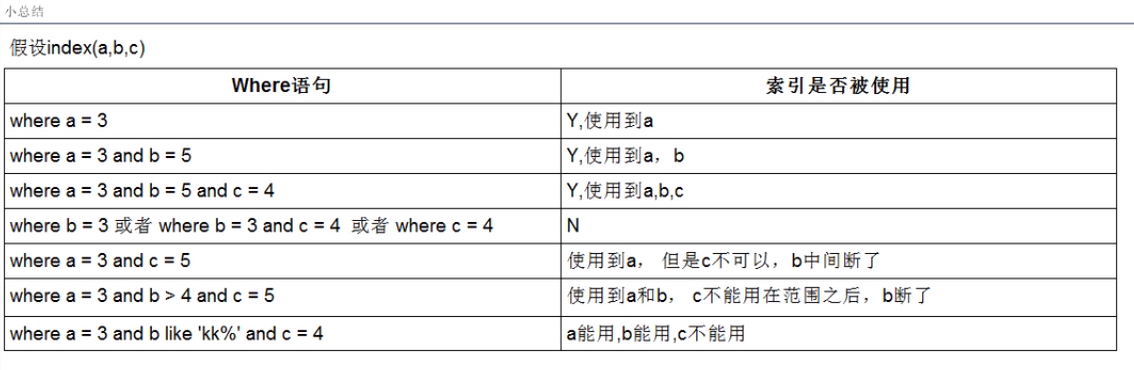 小总结
假设index(a,b,c)
Where语句 索引是否被使用
where a = 3 Y,使用到a
where a = 3 and b = 5 Y,使用到a，b
where a = 3 and b = 5 and c = 4 Y,使用到a,b,c
where b = 3 或者 where b = 3 and c = 4 或者 where c = 4 N
where a = 3 and c = 5 使用到a， 但是c不可以，b中间断了
where a = 3 and b > 4 and c = 5 使用到a和b， c不能用在范围之后，b断了
where a = 3 and b like 'kk%' and c = 4 a能用,b能用,c不能用